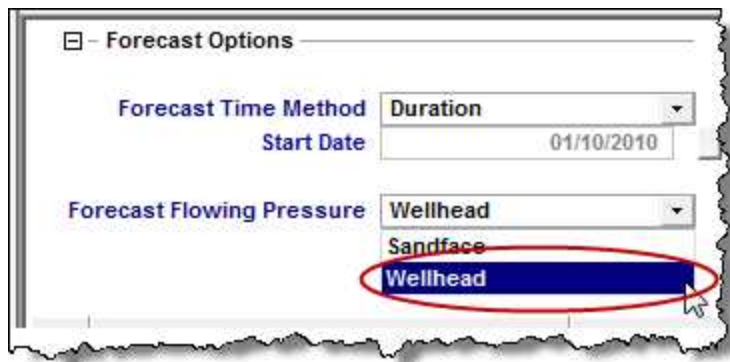 Forecast Options
Forecast Time Method Duration
Start Date 01/10/2010
Forecast Flowing Pressure Wellhead
Sandface
Wellhead